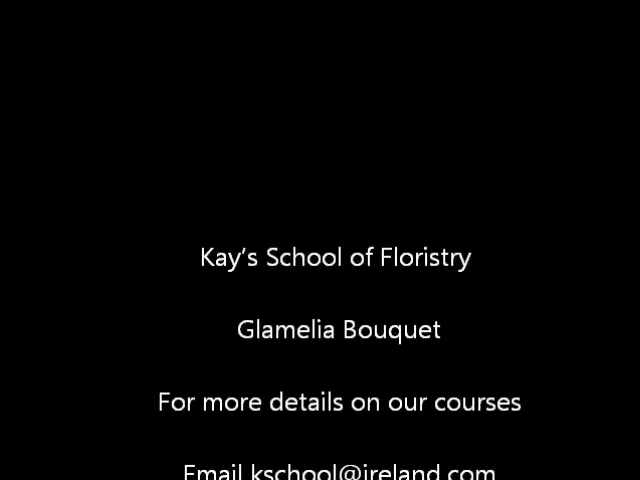 Kay’s School of Floristry
Glamelia Bouquet
For more details on our courses
Email kschool@ireland.com